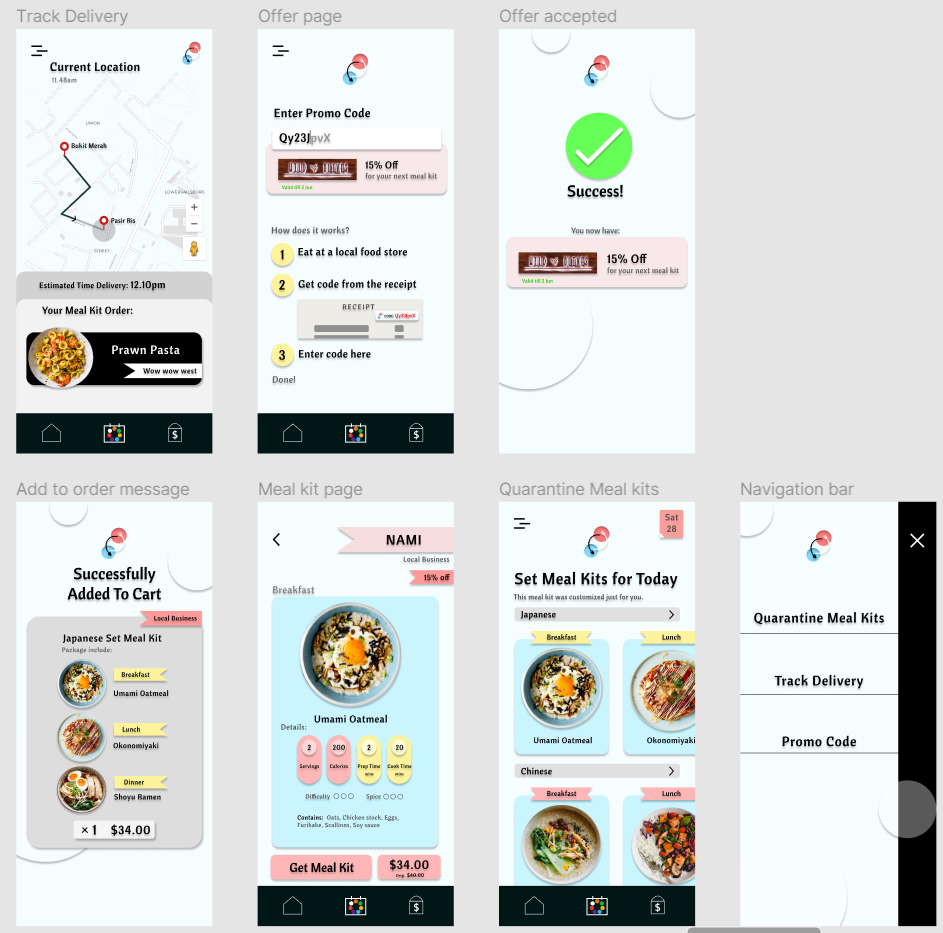 Track Delivery
Current Location
11.48am
UNION
Bukit Merah
LOWER HALLSBURG
Pasir Ris
+
−
STREET
Estimated Time Delivery: 12.10pm
Your Meal Kit Order:
Prawn Pasta
Wow wow west
Offer page
Enter Promo Code
Qy23JpvX
15% Off
for your next meal kit
Valid till 2 Jun
How does it works?
1 Eat at a local food store
2 Get code from the receipt
RECEIPT
CODE: Qy23JpvX
3 Enter code here
Done!
$
Offer accepted
Success!
You now have:
15% Off
for your next meal kit
Valid till 2 Jun
Add to order message
Successfully
Added To Cart
Local Business
Japanese Set Meal Kit
Package include:
Breakfast
Umami Oatmeal
Lunch
Okonomiyaki
Dinner
Shoyu Ramen
×1 $34.00
Meal kit page
NAMI
Local Business
15% off
Breakfast
Umami Oatmeal
Details:
2 200 2 20
Servings Calories Prep Time Cook Time
mins mins
Difficulty Spice
Contains: Oats, Chicken stock, Eggs,
Furikake, Scallions, Soy sauce
Get Meal Kit
$34.00
Orig. $40.00
$
Quarantine Meal kits
Sat
28
Set Meal Kits for Today
This meal kit was customized just for you.
Japanese
Breakfast
Lunch
Umami Oatmeal
Okonomiyaki
Chinese
Breakfast
Lunch
$
Navigation bar
Quarantine Meal Kits
Track Delivery
Promo Code